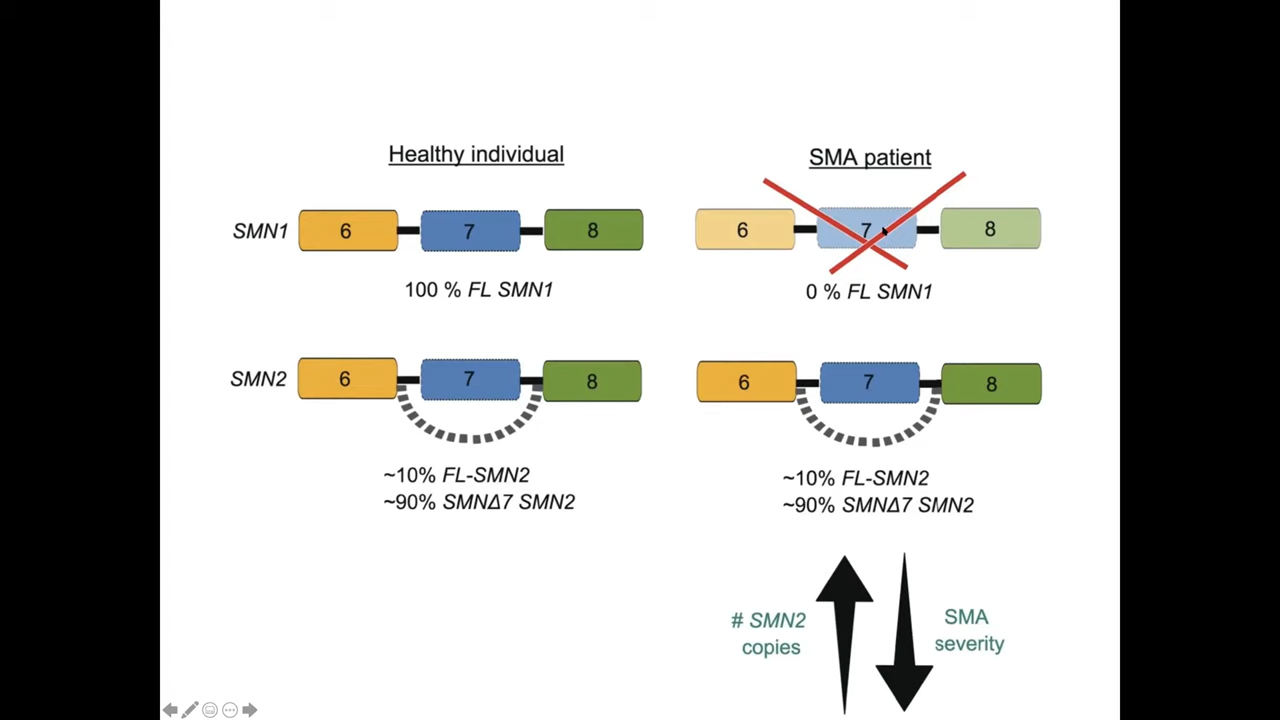 Healthy individual
SMA patient
SMN1
6
7
8
6
7
8
100 % FL SMN1
0 % FL SMN1
SMN2
6
7
8
6
7
8
~10% FL-SMN2
~90% SMNΔ7 SMN2
~10% FL-SMN2
~90% SMNΔ7 SMN2
# SMN2
copies
SMA
severity